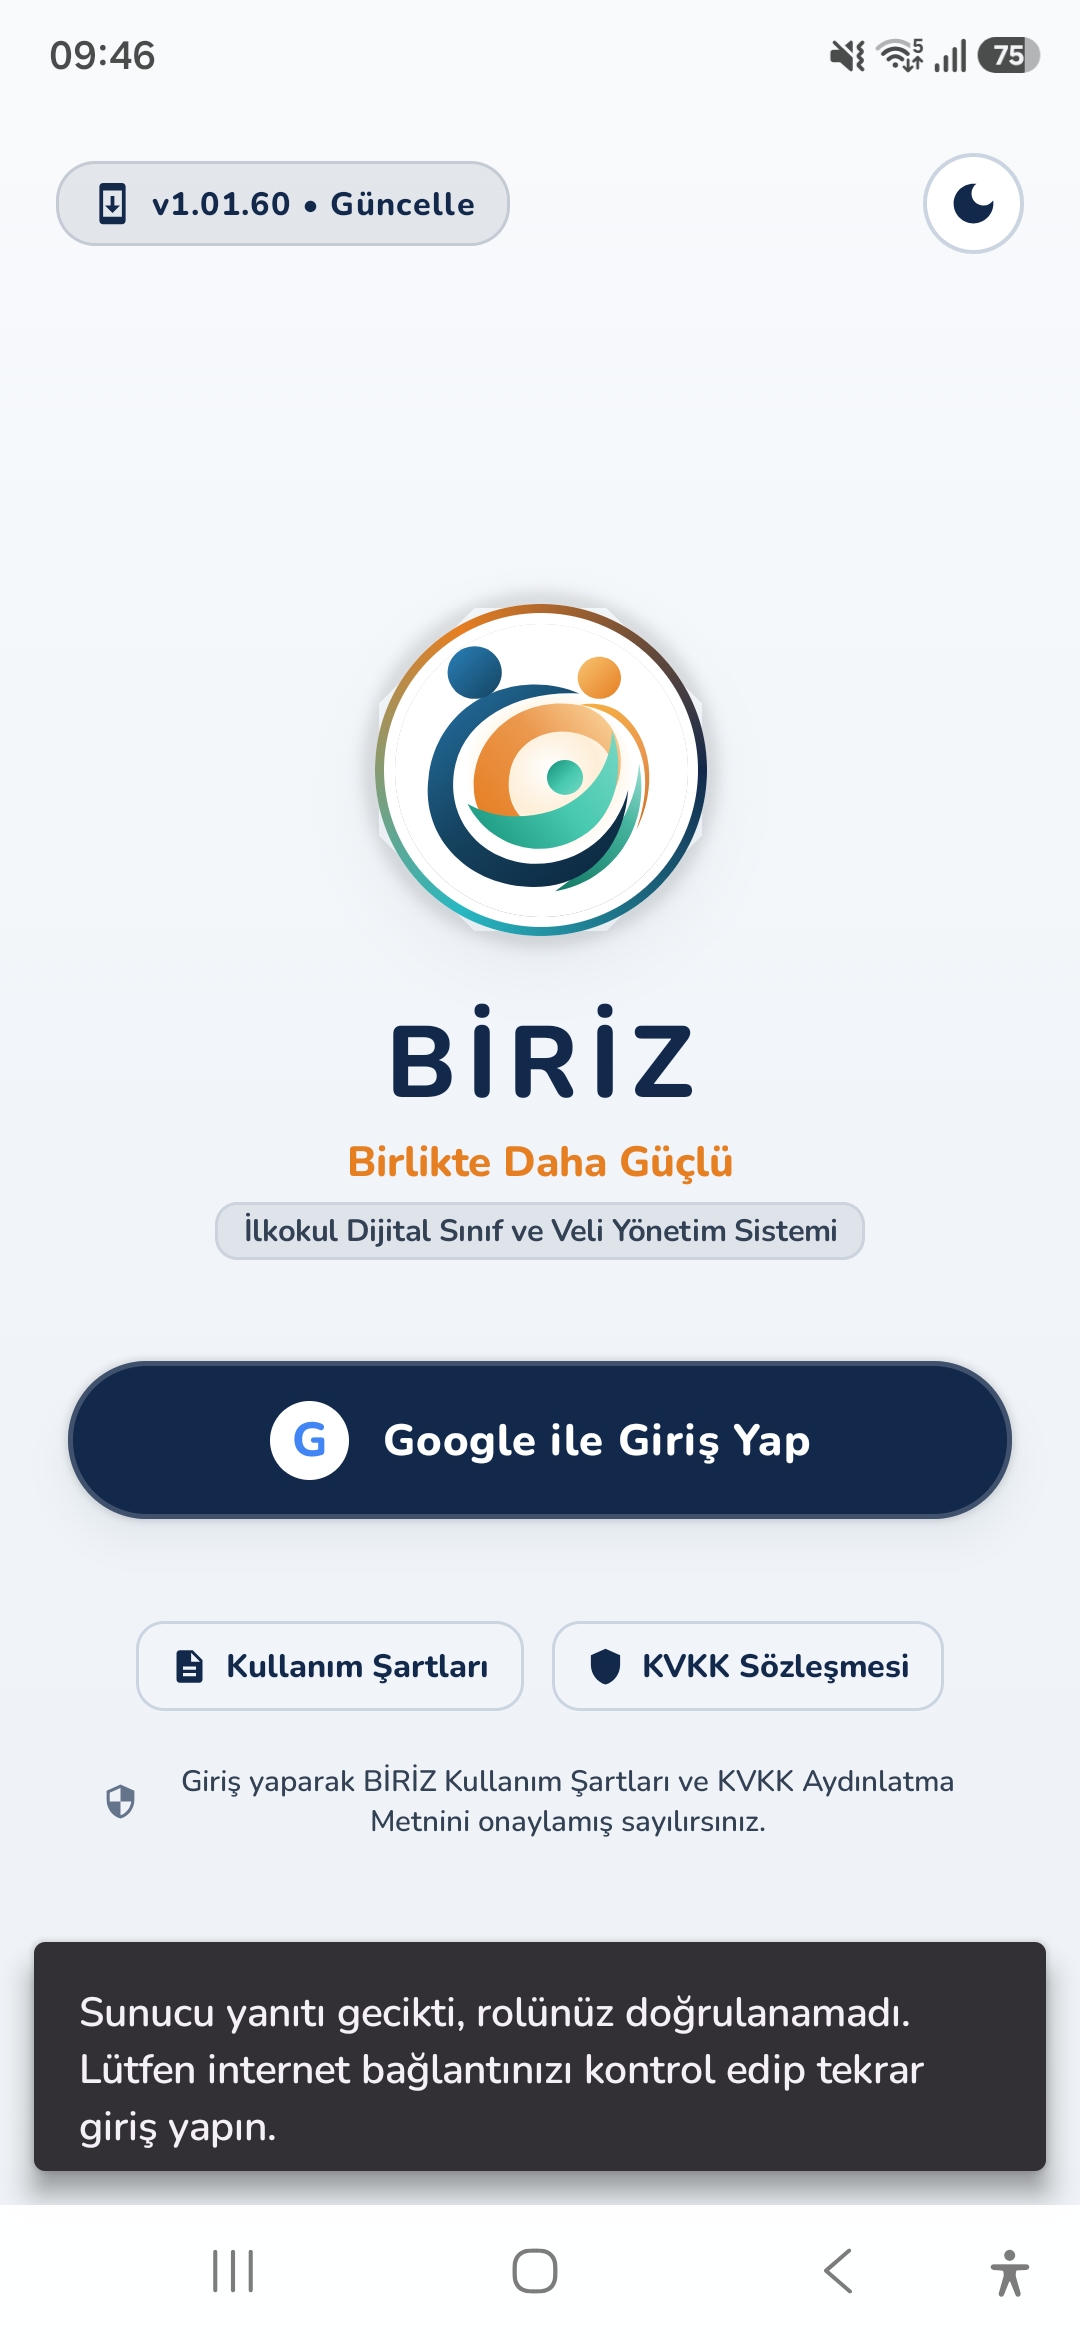 09:46
5
75
v1.01.60 • Güncelle
BİRİZ
Birlikte Daha Güçlü
İlkokul Dijital Sınıf ve Veli Yönetim Sistemi
G Google ile Giriş Yap
Kullanım Şartları
KVKK Sözleşmesi
Giriş yaparak BİRİZ Kullanım Şartları ve KVKK Aydınlatma
Metnini onaylamış sayılırsınız.
Sunucu yanıtı gecikti, rolünüz doğrulanamadı.
Lütfen internet bağlantınızı kontrol edip tekrar
giriş yapın.